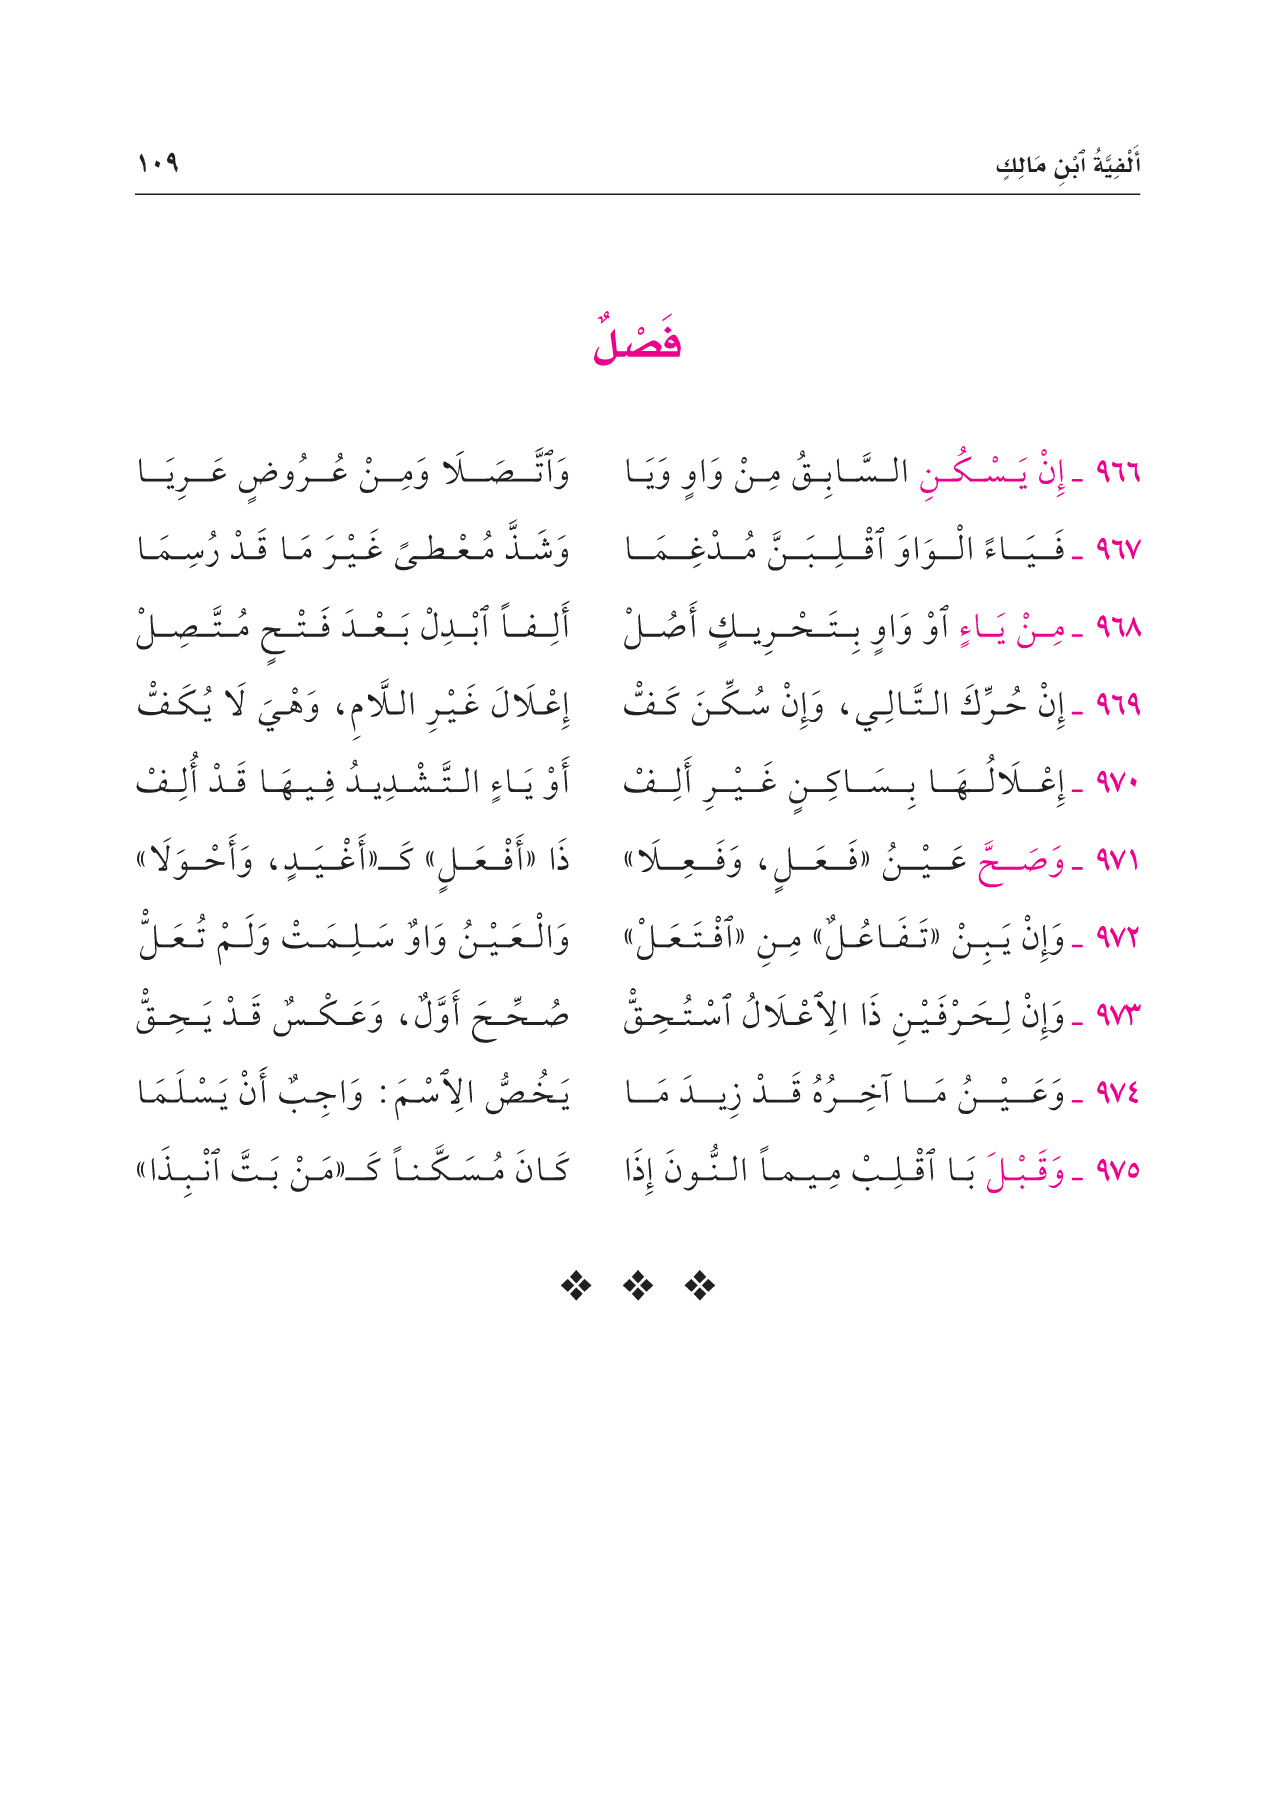 أَلْفِيَّةُ ٱبْنِ مَالِكٍ ١٠٩
فَصْلٌ
٩٦٦ ـ إِنْ يَسْكُنِ السَّابِقُ مِنْ وَاوٍ وَيَا وَٱتَّصَلَا وَمِنْ عُرُوضٍ عَرِيَا
٩٦٧ ـ فَيَاءً الْوَاوَ ٱقْلِبَنَّ مُدْغِمَا وَشَذَّ مُعْطىً غَيْرَ مَا قَدْ رُسِمَا
٩٦٨ ـ مِنْ يَاءٍ ٱوْ وَاوٍ بِتَحْرِيكٍ أَصُلْ أَلِفاً ٱبْدِلْ بَعْدَ فَتْحٍ مُتَّصِلْ
٩٦٩ ـ إِنْ حُرِّكَ التَّالِي، وَإِنْ سُكِّنَ كَفّْ إِعْلَالَ غَيْرِ اللَّامِ، وَهْيَ لَا يُكَفّْ
٩٧٠ ـ إِعْلَالُهَا بِسَاكِنٍ غَيْرِ أَلِفْ أَوْ يَاءٍ التَّشْدِيدُ فِيهَا قَدْ أُلِفْ
٩٧١ ـ وَصَحَّ عَيْنُ «فَعَلٍ، وَفَعِلَا» ذَا «أَفْعَلٍ» كَـ«أَغْيَدٍ، وَأَحْوَلَا»
٩٧٢ ـ وَإِنْ يَبِنْ «تَفَاعُلٌ» مِنِ «ٱفْتَعَلْ» وَالْعَيْنُ وَاوٌ سَلِمَتْ وَلَمْ تُعَلّْ
٩٧٣ ـ وَإِنْ لِحَرْفَيْنِ ذَا الِٱعْلَالُ ٱسْتُحِقّْ صُحِّحَ أَوَّلٌ، وَعَكْسٌ قَدْ يَحِقّْ
٩٧٤ ـ وَعَيْنُ مَا آخِرُهُ قَدْ زِيدَ مَا يَخُصُّ الِٱسْمَ: وَاجِبٌ أَنْ يَسْلَمَا
٩٧٥ ـ وَقَبْلَ بَا ٱقْلِبْ مِيماً النُّونَ إِذَا كَانَ مُسَكَّناً كَـ«مَنْ بَتَّ ٱنْبِذَا»